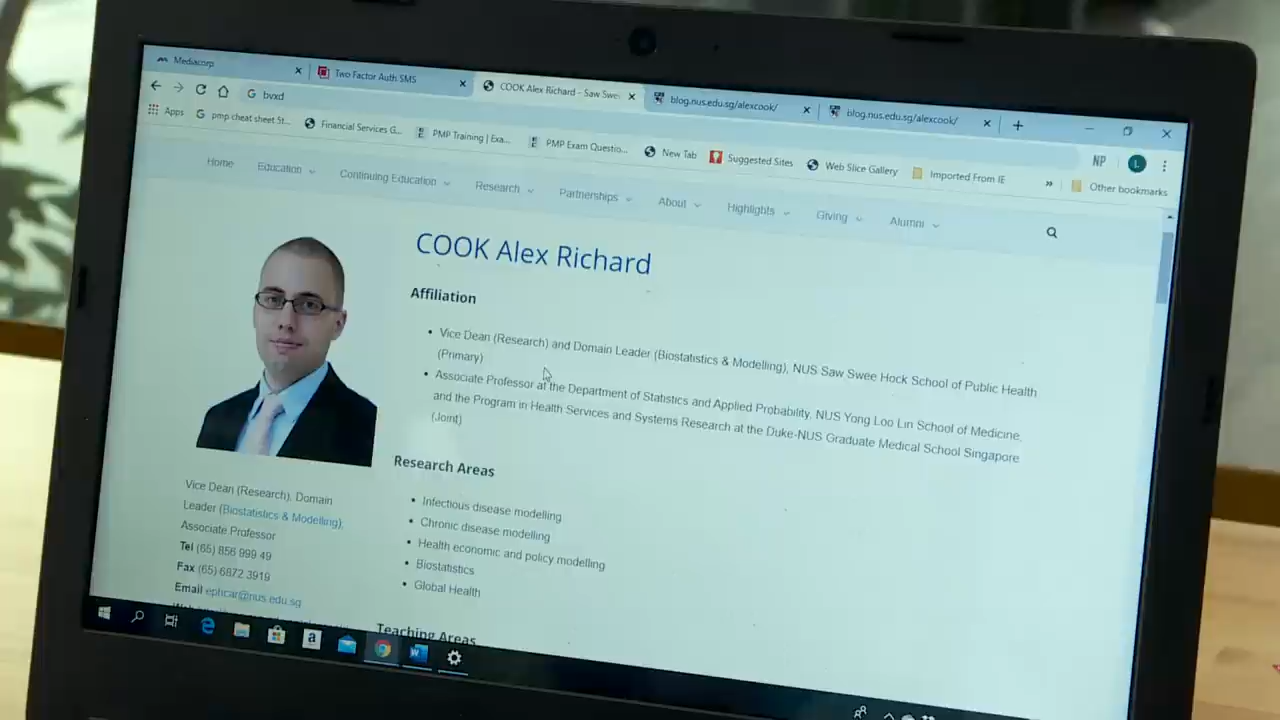 Mediacorp
Two Factor Auth SMS
COOK Alex Richard - Saw Swe
blog.nus.edu.sg/alexcook/
blog.nus.edu.sg/alexcook/
bvxd
NP
L
Apps
pmp cheat sheet St...
Financial Services G...
PMP Training | Exa...
PMP Exam Questio...
New Tab
Suggested Sites
Web Slice Gallery
Imported From IE
Other bookmarks
Home
Education
Continuing Education
Research
Partnerships
About
Highlights
Giving
Alumni
COOK Alex Richard
Affiliation
• Vice Dean (Research) and Domain Leader (Biostatistics & Modelling), NUS Saw Swee Hock School of Public Health
(Primary)
• Associate Professor at the Department of Statistics and Applied Probability, NUS Yong Loo Lin School of Medicine,
and the Program in Health Services and Systems Research at the Duke-NUS Graduate Medical School Singapore
(Joint)
Research Areas
• Infectious disease modelling
• Chronic disease modelling
• Health economic and policy modelling
• Biostatistics
• Global Health
Teaching Areas
Vice Dean (Research), Domain
Leader (Biostatistics & Modelling),
Associate Professor
Tel (65) 856 999 49
Fax (65) 6872 3919
Email ephcar@nus.edu.sg